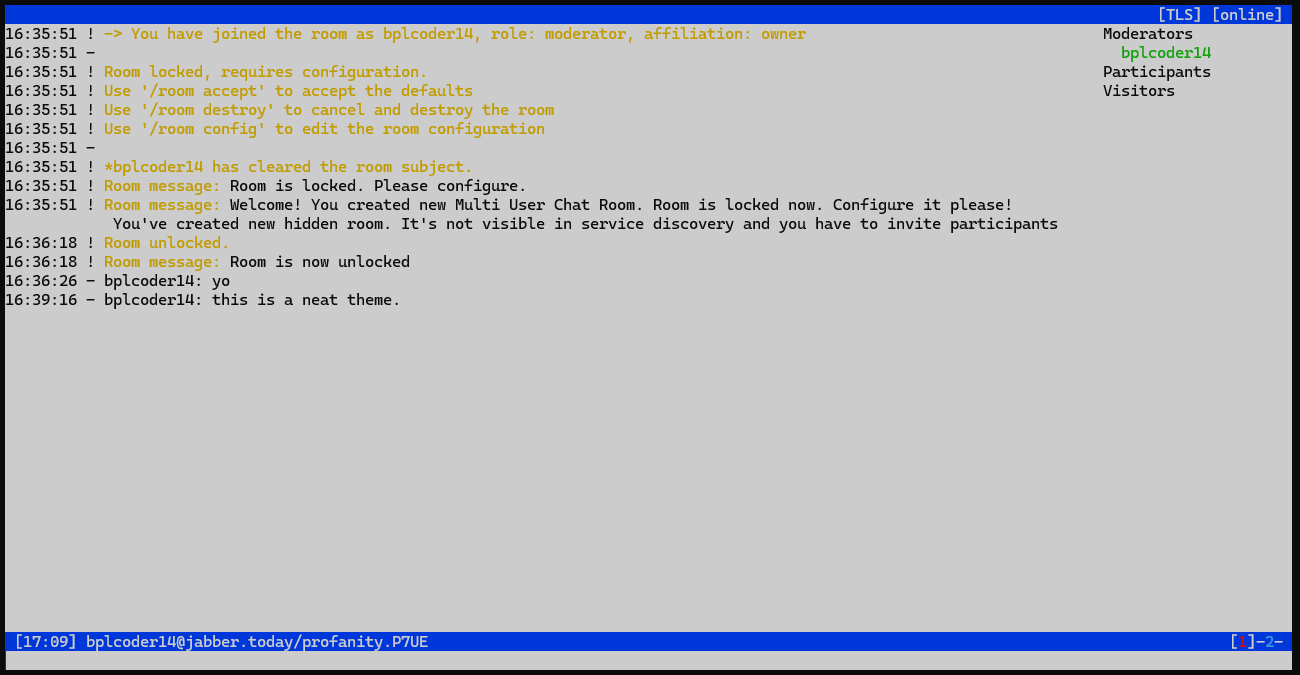 [TLS] [online]
16:35:51 ! -> You have joined the room as bplcoder14, role: moderator, affiliation: owner
16:35:51 -
16:35:51 ! Room locked, requires configuration.
16:35:51 ! Use '/room accept' to accept the defaults
16:35:51 ! Use '/room destroy' to cancel and destroy the room
16:35:51 ! Use '/room config' to edit the room configuration
16:35:51 -
16:35:51 ! *bplcoder14 has cleared the room subject.
16:35:51 ! Room message: Room is locked. Please configure.
16:35:51 ! Room message: Welcome! You created new Multi User Chat Room. Room is locked now. Configure it please!
You've created new hidden room. It's not visible in service discovery and you have to invite participants
16:36:18 ! Room unlocked.
16:36:18 ! Room message: Room is now unlocked
16:36:26 - bplcoder14: yo
16:39:16 - bplcoder14: this is a neat theme.
Moderators
bplcoder14
Participants
Visitors
[17:09] bplcoder14@jabber.today/profanity.P7UE
[1]-2-